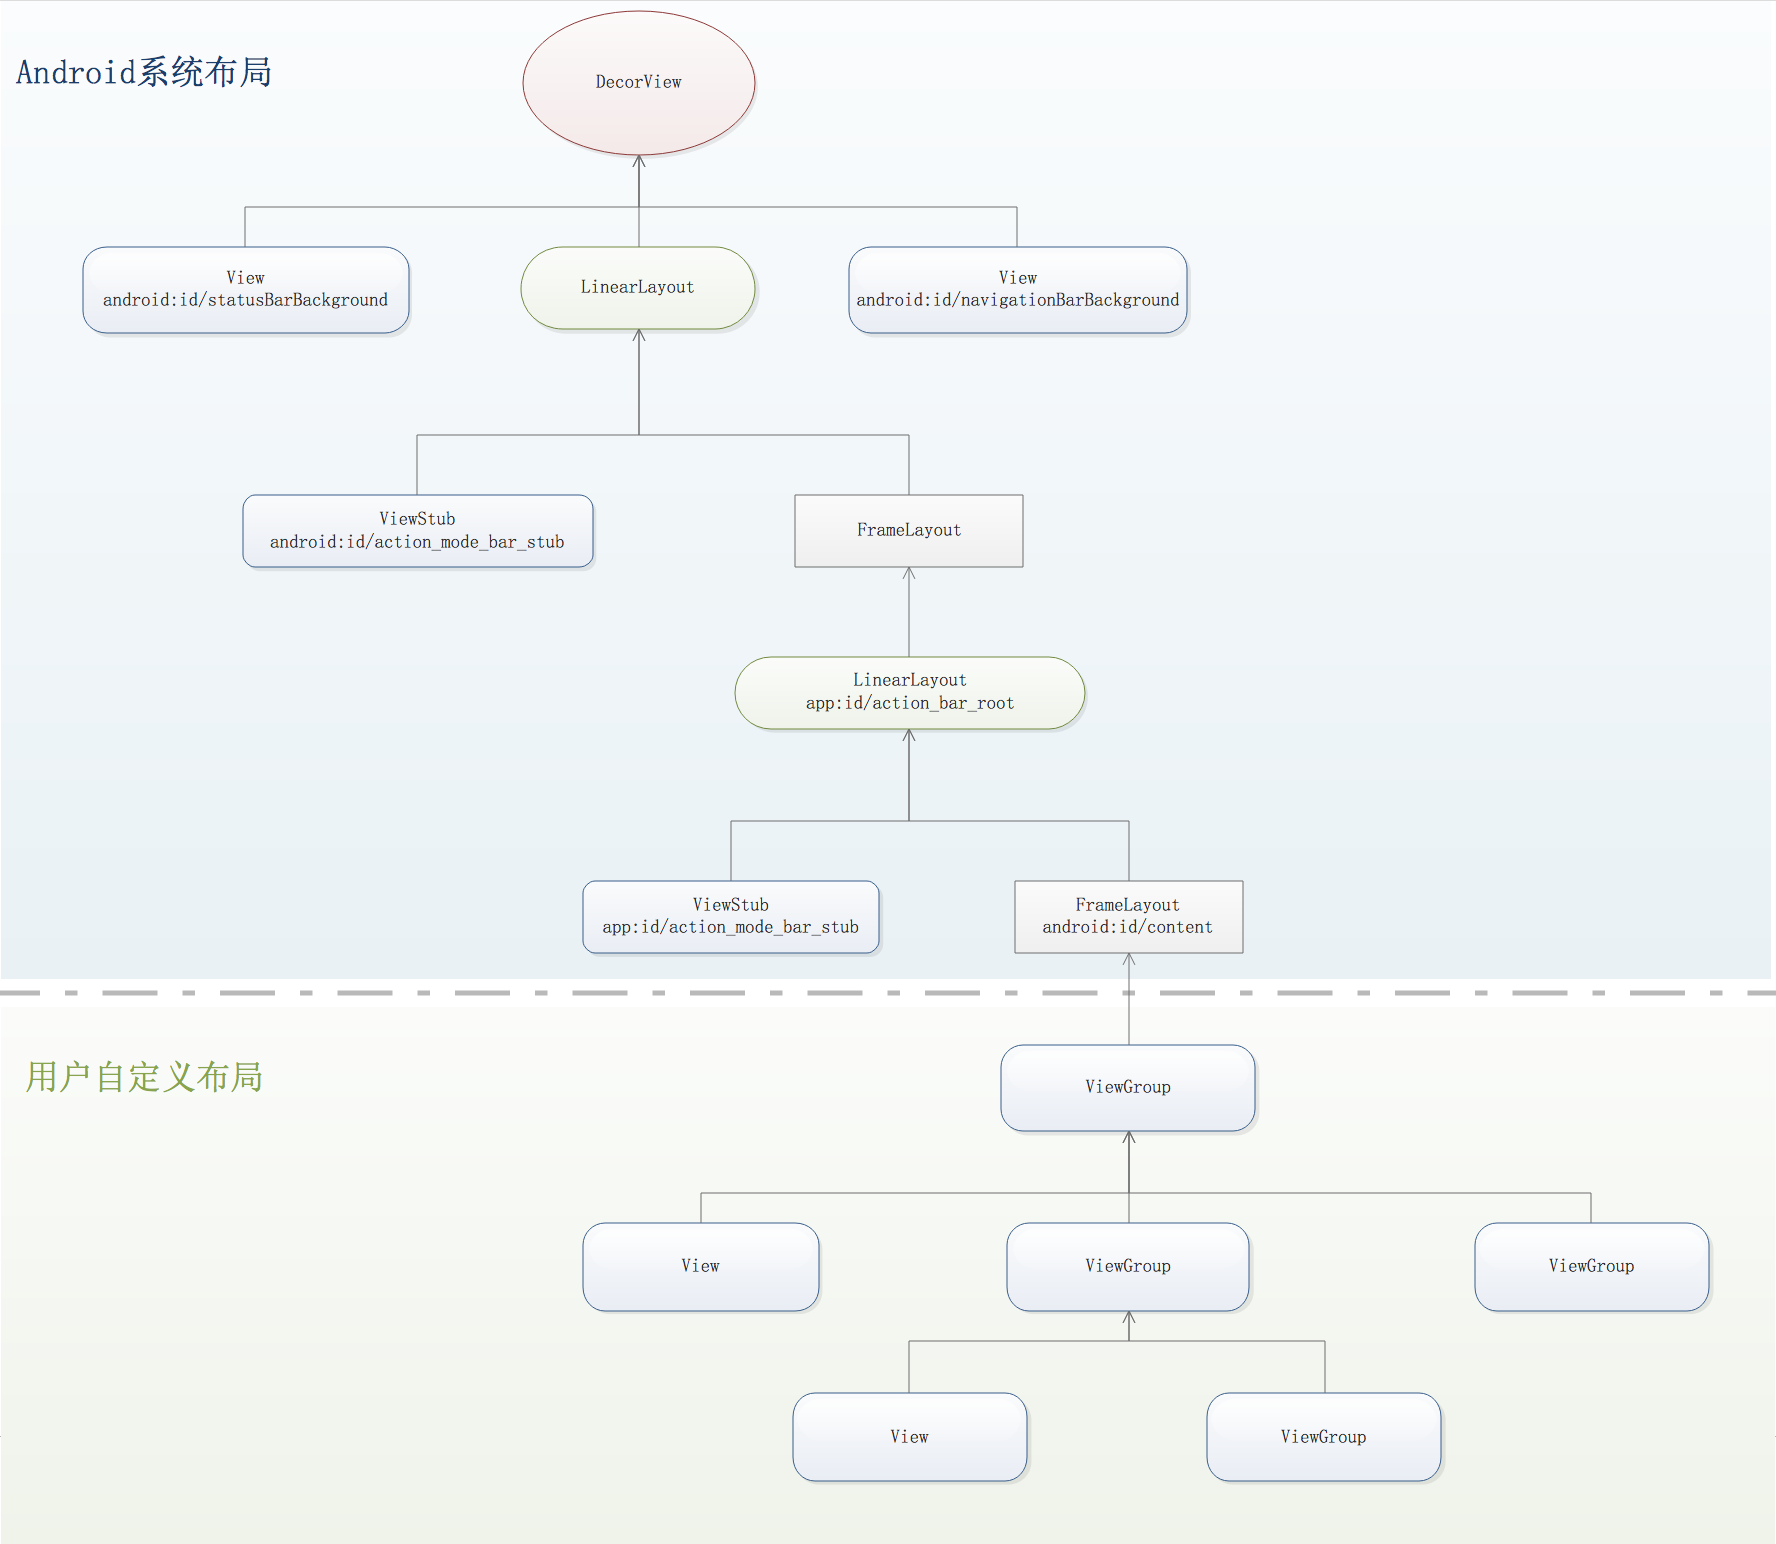 Android系统布局
DecorView
View
android:id/statusBarBackground
LinearLayout
View
android:id/navigationBarBackground
ViewStub
android:id/action_mode_bar_stub
FrameLayout
LinearLayout
app:id/action_bar_root
ViewStub
app:id/action_mode_bar_stub
FrameLayout
android:id/content
用户自定义布局
ViewGroup
View
ViewGroup
ViewGroup
View
ViewGroup